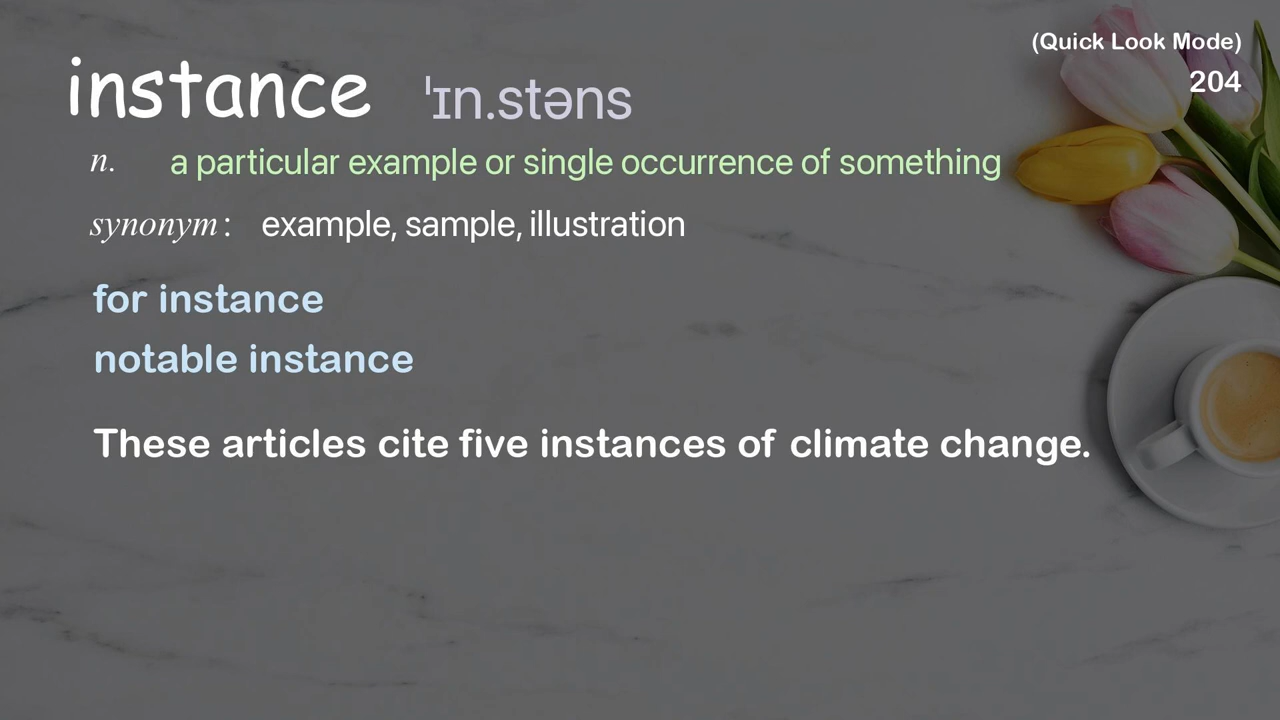 (Quick Look Mode)
204
instance ˈɪn.stəns
n. a particular example or single occurrence of something
synonym: example, sample, illustration
for instance
notable instance
These articles cite five instances of climate change.